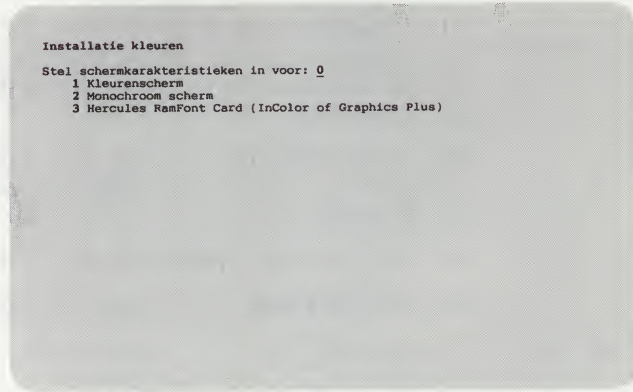 Installatie kleuren
Stel schermkarakteristieken in voor: 0
1 Kleurenscherm
2 Monochroom scherm
3 Hercules RamFont Card (InColor of Graphics Plus)